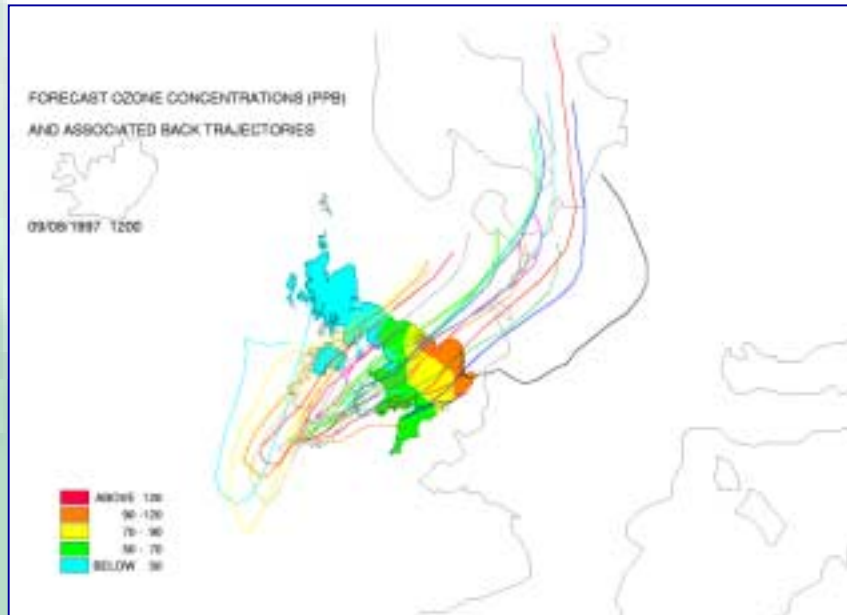 FORECAST OZONE CONCENTRATIONS (PPB)
AND ASSOCIATED BACK TRAJECTORIES
09/08/1997 1200
ABOVE 120
90 -120
70 - 90
50 - 70
BELOW 50